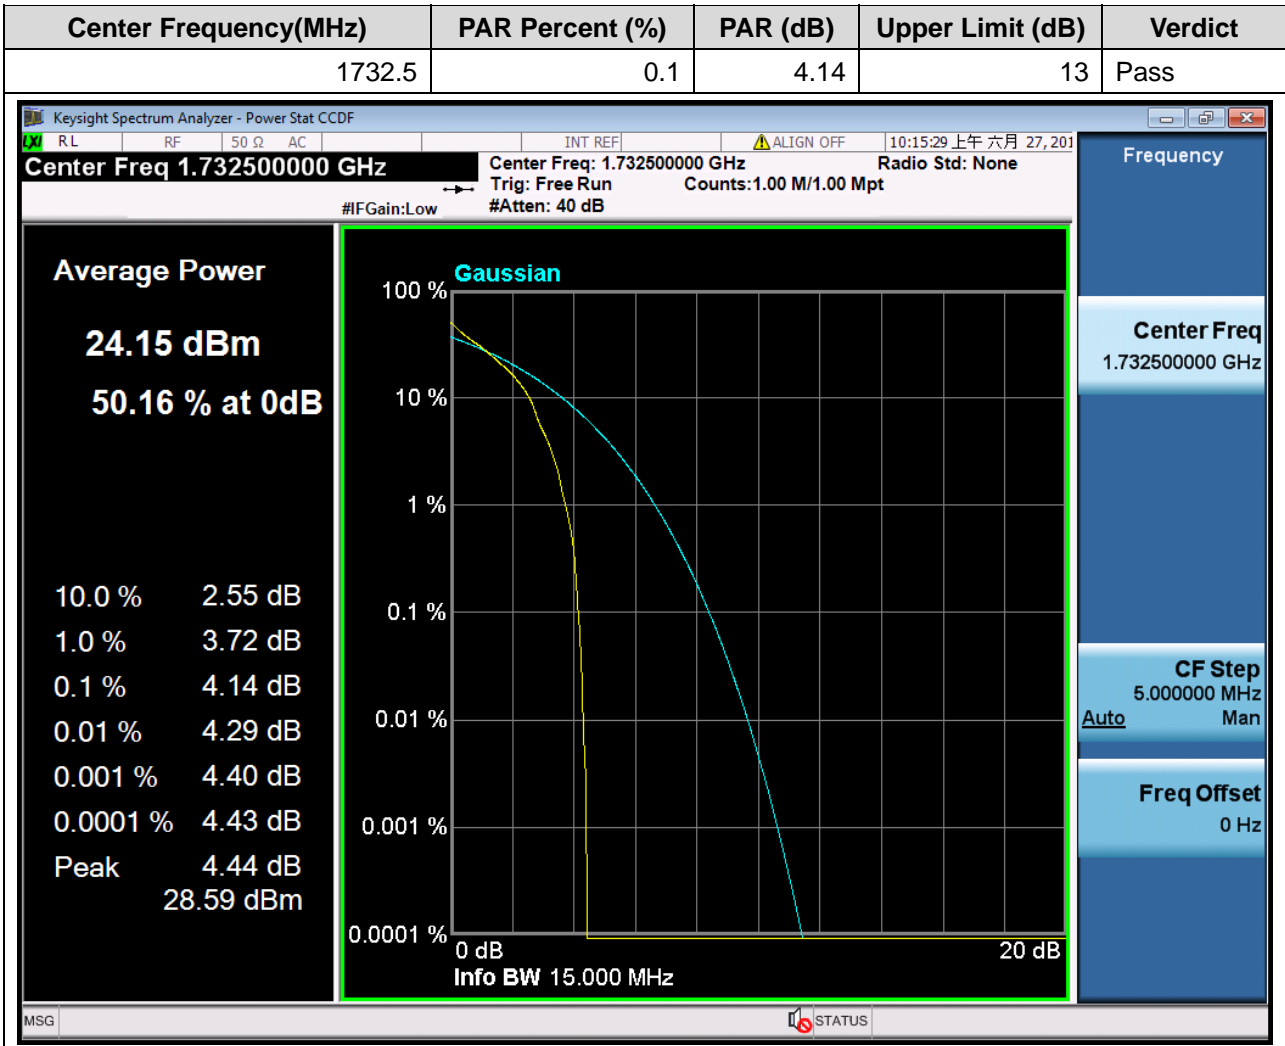 Center Frequency(MHz) PAR Percent (%) PAR (dB) Upper Limit (dB) Verdict
1732.5 0.1 4.14 13 Pass
Keysight Spectrum Analyzer - Power Stat CCDF
LXI RL RF 50 Ω AC INT REF ALIGN OFF 10:15:29 上午 六月 27, 201
Center Freq 1.732500000 GHz
Center Freq: 1.732500000 GHz Radio Std: None
Trig: Free Run Counts:1.00 M/1.00 Mpt
#IFGain:Low #Atten: 40 dB
Frequency
Average Power
24.15 dBm
50.16 % at 0dB
10.0 % 2.55 dB
1.0 % 3.72 dB
0.1 % 4.14 dB
0.01 % 4.29 dB
0.001 % 4.40 dB
0.0001 % 4.43 dB
Peak 4.44 dB
28.59 dBm
Gaussian
100 %
10 %
1 %
0.1 %
0.01 %
0.001 %
0.0001 %
0 dB 20 dB
Info BW 15.000 MHz
Center Freq
1.732500000 GHz
CF Step
5.000000 MHz
Auto Man
Freq Offset
0 Hz
MSG STATUS